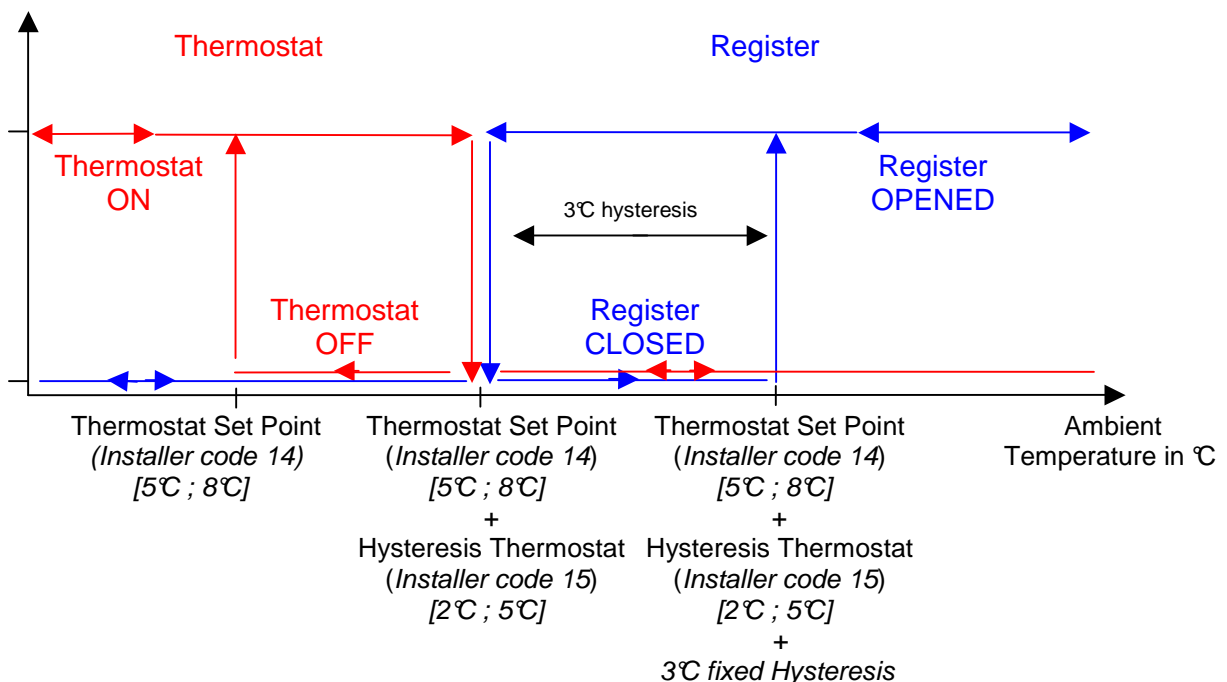 Thermostat
Register
Thermostat
ON
Register
OPENED
3°C hysteresis
Thermostat
OFF
Register
CLOSED
Thermostat Set Point
(Installer code 14)
[5°C ; 8°C]
Thermostat Set Point
(Installer code 14)
[5°C ; 8°C]
+
Hysteresis Thermostat
(Installer code 15)
[2°C ; 5°C]
Thermostat Set Point
(Installer code 14)
[5°C ; 8°C]
+
Hysteresis Thermostat
(Installer code 15)
[2°C ; 5°C]
+
3°C fixed Hysteresis
Ambient
Temperature in °C